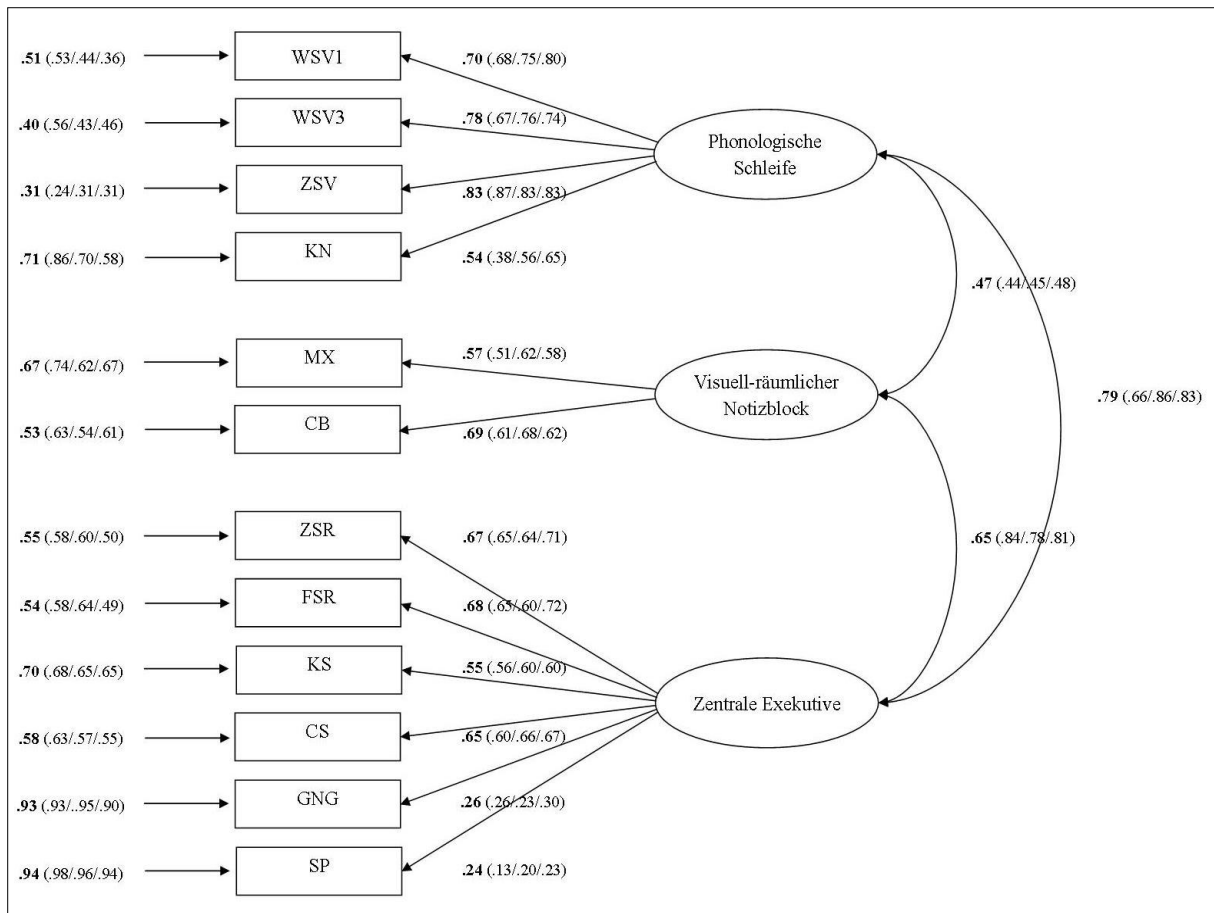 .51 (.53/.44/.36) WSV1 .70 (.68/.75/.80)
.40 (.56/.43/.46) WSV3 .78 (.67/.76/.74)
Phonologische
Schleife
.31 (.24/.31/.31) ZSV .83 (.87/.83/.83)
.71 (.86/.70/.58) KN .54 (.38/.56/.65)
.47 (.44/.45/.48)
.67 (.74/.62/.67) MX .57 (.51/.62/.58)
Visuell-räumlicher
Notizblock
.79 (.66/.86/.83)
.53 (.63/.54/.61) CB .69 (.61/.68/.62)
.55 (.58/.60/.50) ZSR .67 (.65/.64/.71)
.65 (.84/.78/.81)
.54 (.58/.64/.49) FSR .68 (.65/.60/.72)
.70 (.68/.65/.65) KS .55 (.56/.60/.60)
Zentrale Exekutive
.58 (.63/.57/.55) CS .65 (.60/.66/.67)
.93 (.93/..95/.90) GNG .26 (.26/.23/.30)
.94 (.98/.96/.94) SP .24 (.13/.20/.23)